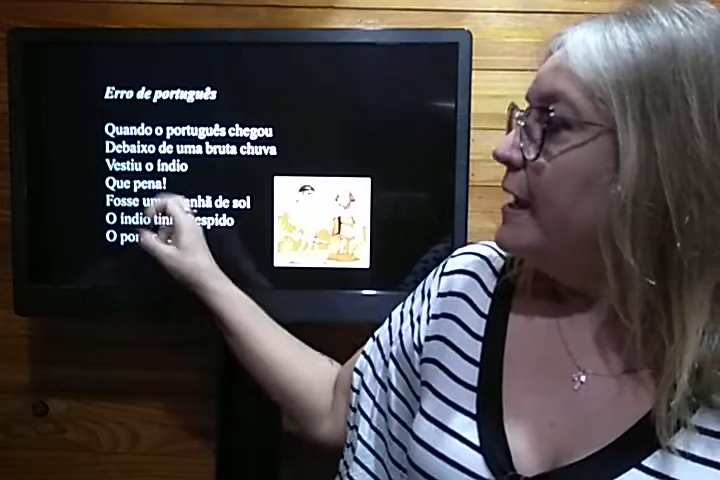 Erro de português
Quando o português chegou
Debaixo de uma bruta chuva
Vestiu o índio
Que pena!
Fosse de sol
O índio
O